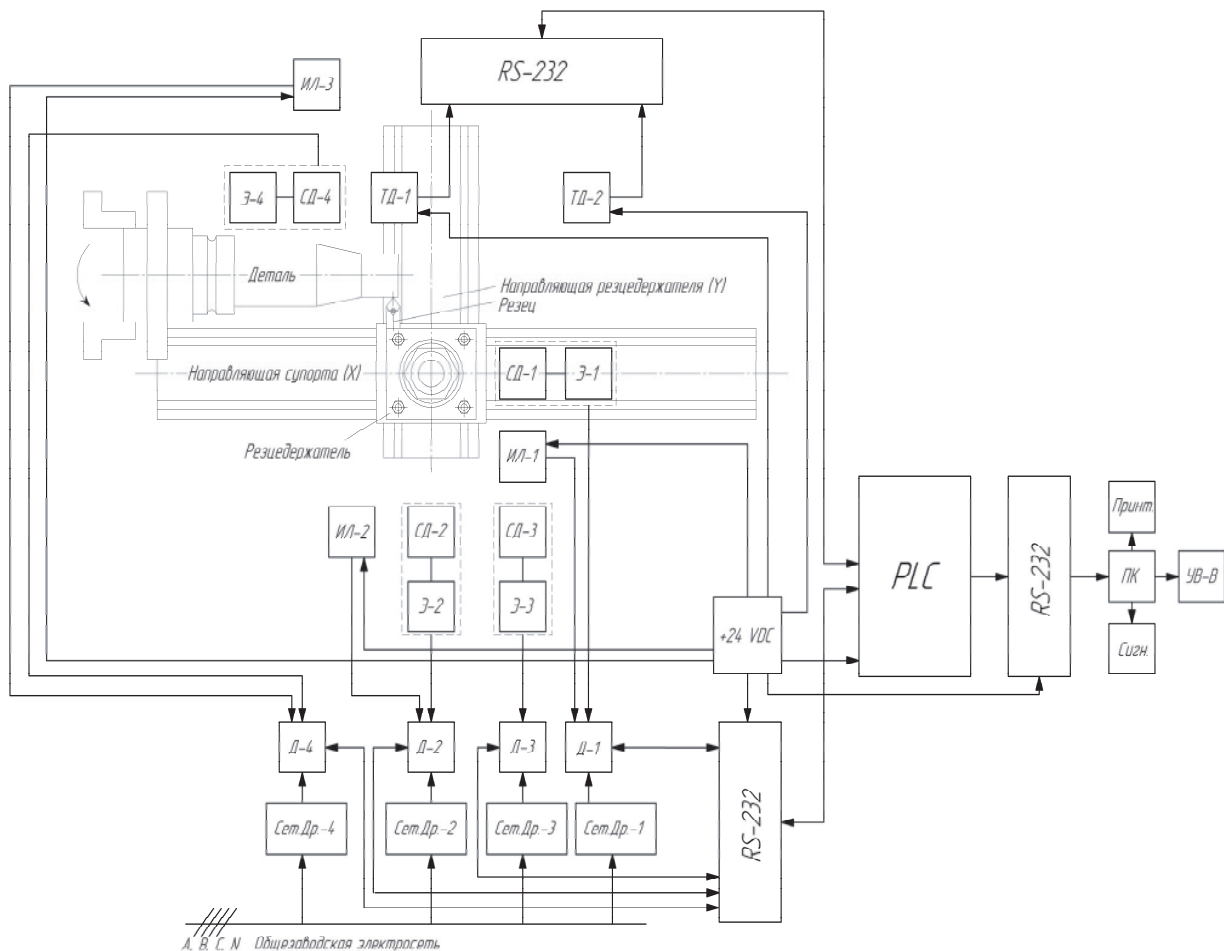 RS-232
ИЛ-3
Э-4
СД-4
ТД-1
ТД-2
Деталь
Направляющая резцедержателя (Y)
Резец
Направляющая супорта (X)
СД-1
Э-1
Резцедержатель
ИЛ-1
ИЛ-2
СД-2
СД-3
Э-2
Э-3
+24 VDC
PLC
RS-232
Принт.
ПК
УВ-В
Сигн.
Д-4
Д-2
Л-3
Д-1
RS-232
Сет.Др.-4
Сет.Др.-2
Сет.Др.-3
Сет.Др.-1
A, B, C, N Общезаводская электросеть